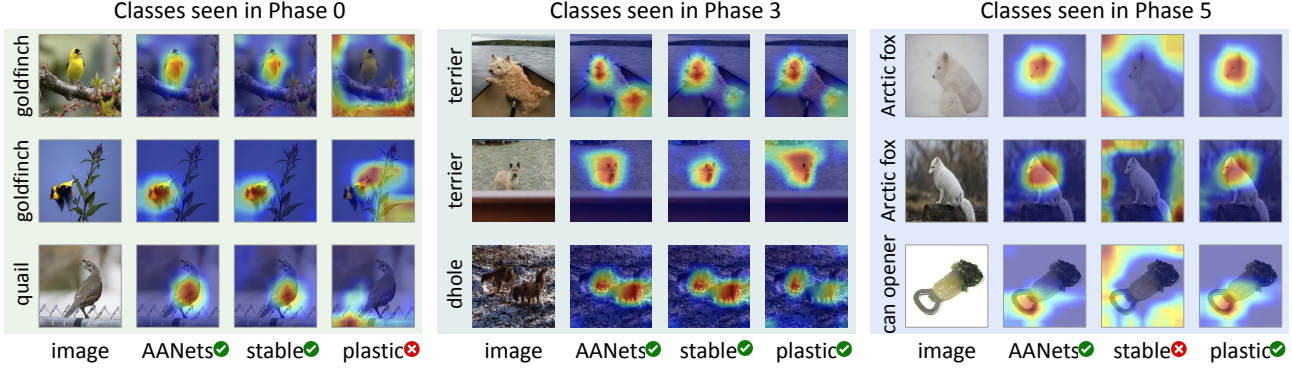 Classes seen in Phase 0
goldfinch
goldfinch
quail
image AANets stable plastic
Classes seen in Phase 3
terrier
terrier
dhole
image AANets stable plastic
Classes seen in Phase 5
Arctic fox
Arctic fox
can opener
image AANets stable plastic